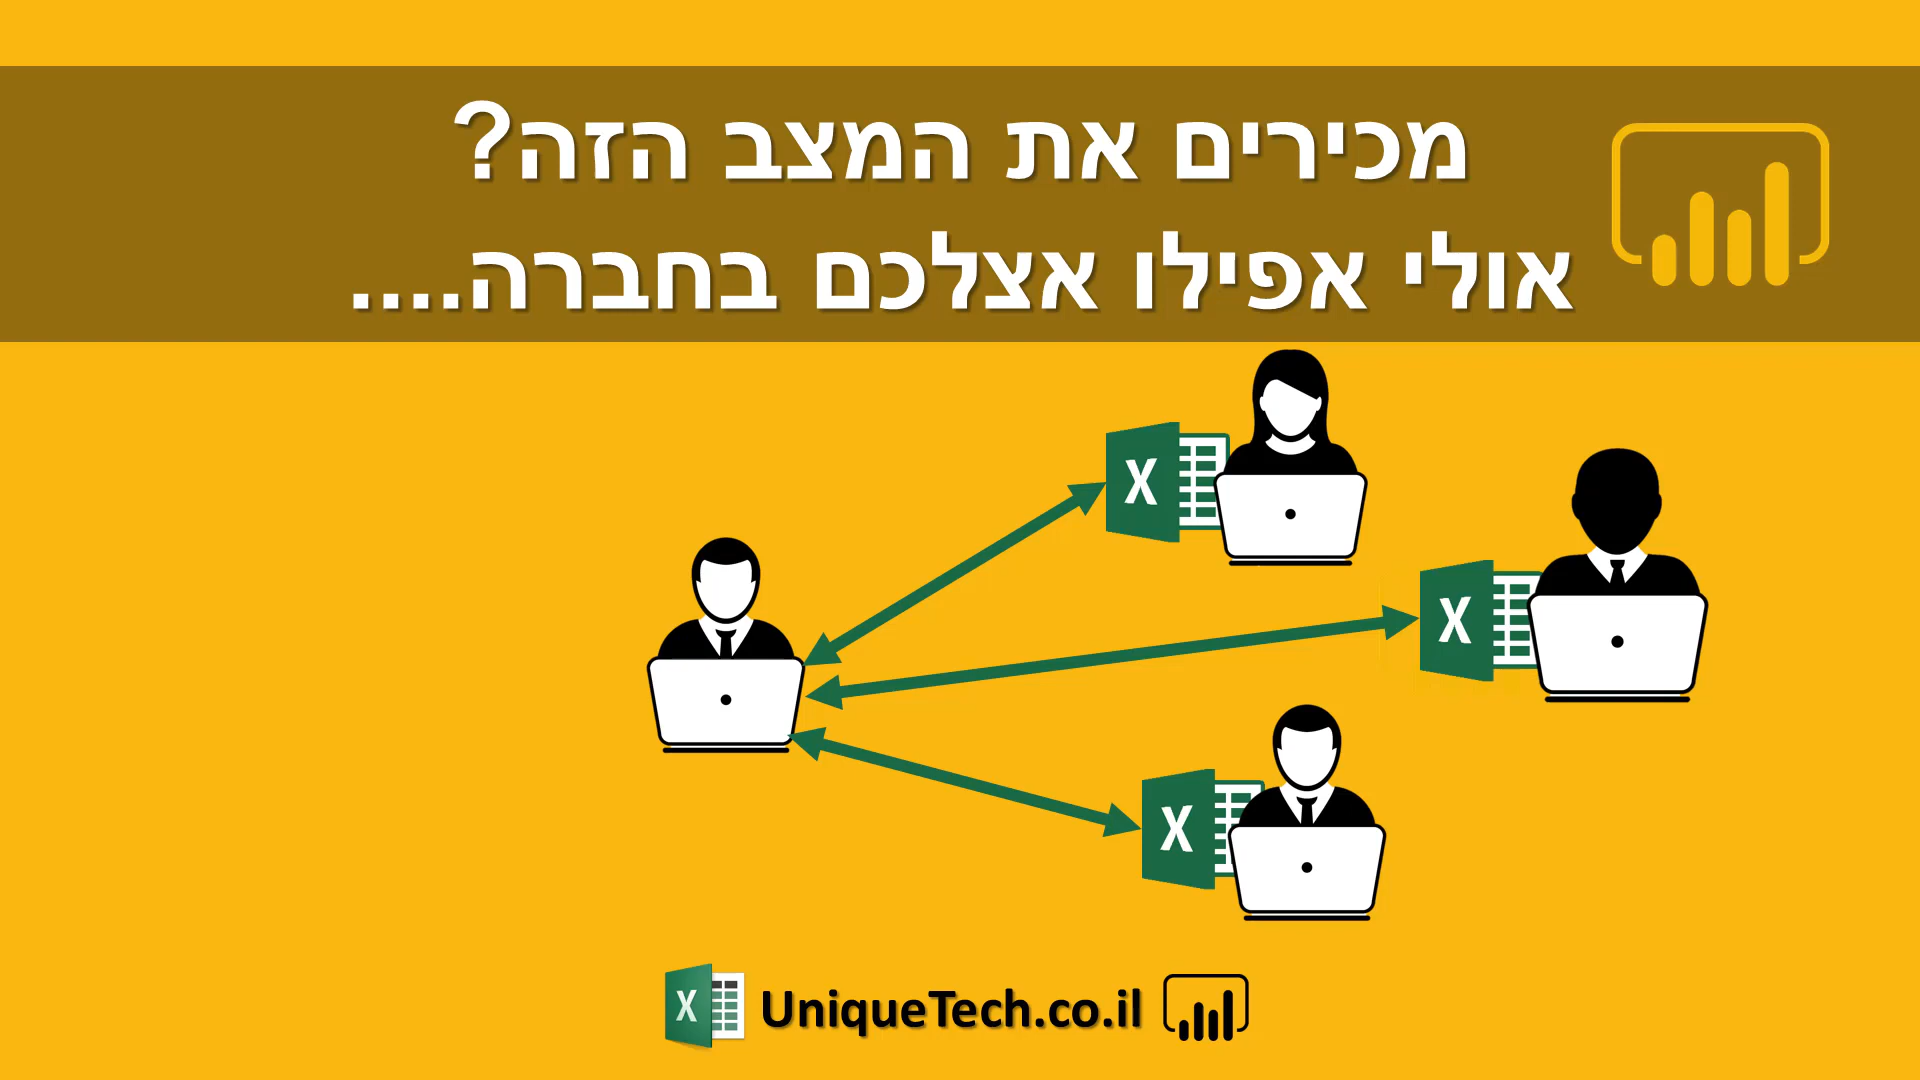 מכירים את המצב הזה?
אולי אפילו אצלכם בחברה....
X
X
X
X UniqueTech.co.il